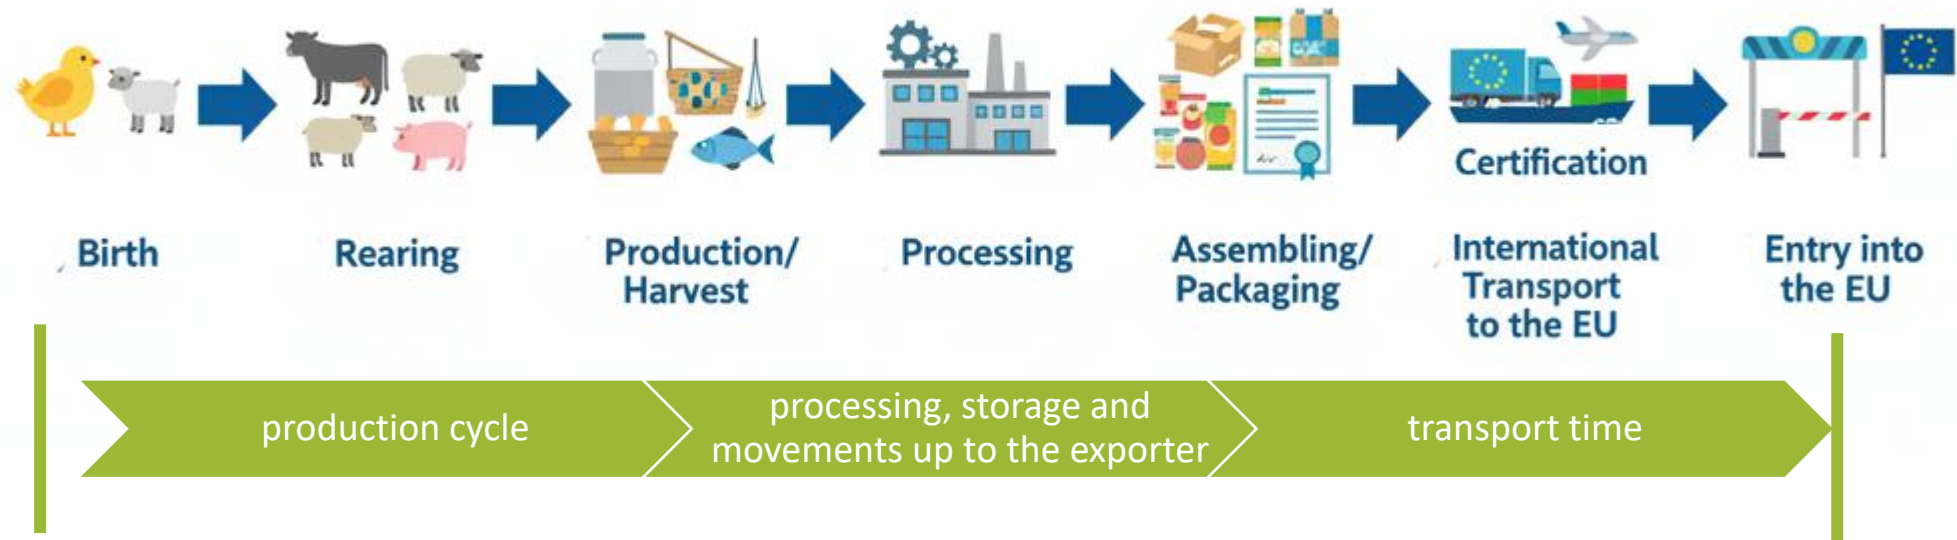 Certification
Birth
Rearing
Production/
Harvest
Processing
Assembling/
Packaging
International
Transport
to the EU
Entry into
the EU
production cycle
processing, storage and
movements up to the exporter
transport time